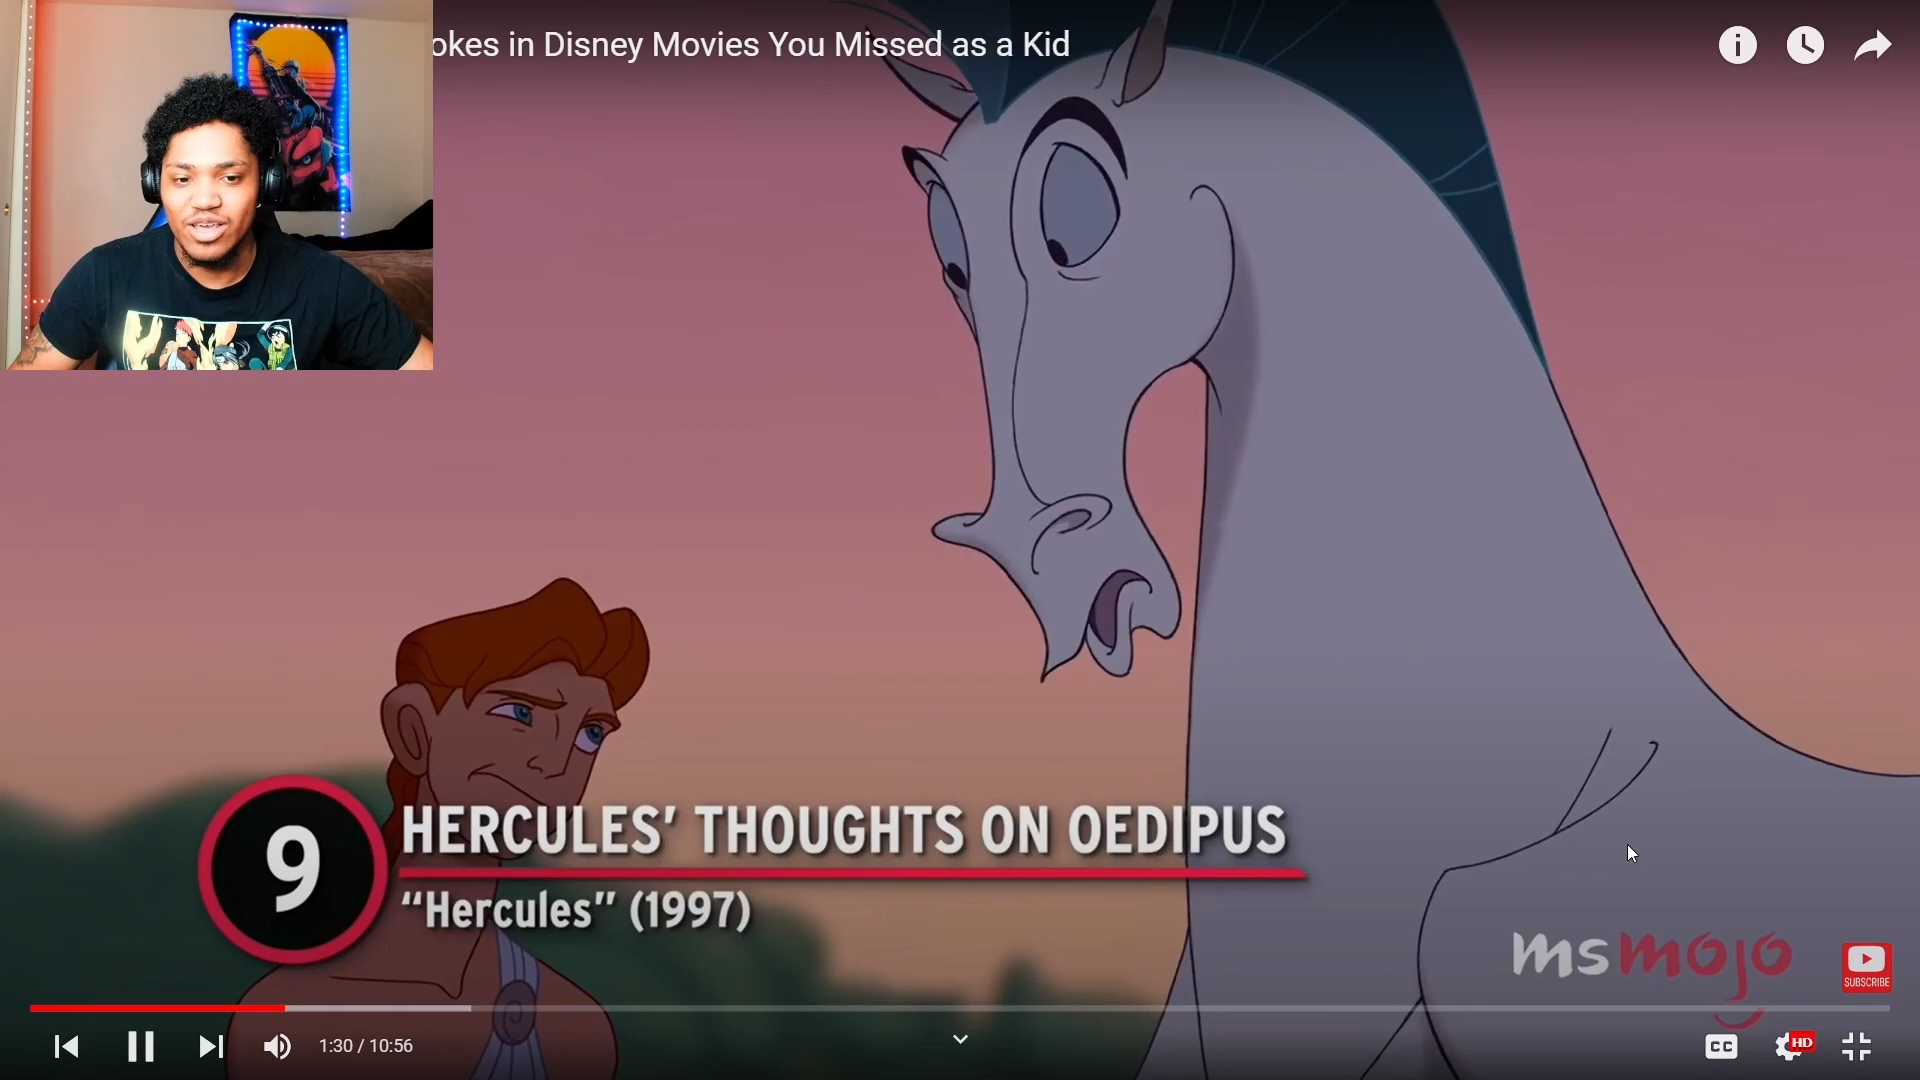 okes in Disney Movies You Missed as a Kid
9
HERCULES' THOUGHTS ON OEDIPUS
“Hercules” (1997)
msmojo
SUBSCRIBE
1:30 / 10:56
CC
HD